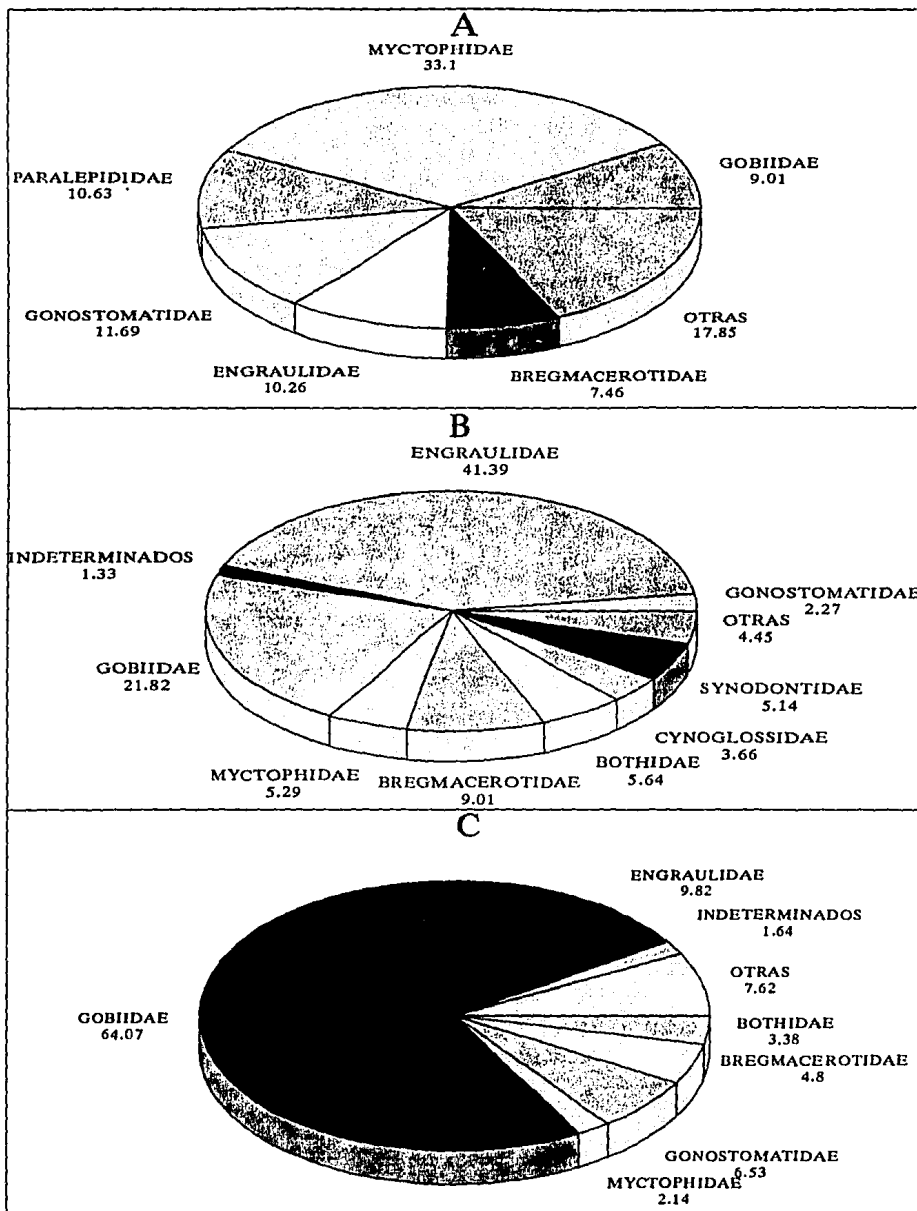 A
MYCTOPHIDAE
33.1
PARALEPIDIDAE
10.63
GOBIIDAE
9.01
GONOSTOMATIDAE
11.69
OTRAS
17.85
ENGRAULIDAE
10.26
BREGMACEROTIDAE
7.46
B
ENGRAULIDAE
41.39
INDETERMINADOS
1.33
GONOSTOMATIDAE
2.27
OTRAS
4.45
GOBIIDAE
21.82
SYNODONTIDAE
5.14
CYNOGLOSSIDAE
3.66
BOTHIDAE
5.64
MYCTOPHIDAE
5.29
BREGMACEROTIDAE
9.01
C
ENGRAULIDAE
9.82
INDETERMINADOS
1.64
OTRAS
7.62
GOBIIDAE
64.07
BOTHIDAE
3.38
BREGMACEROTIDAE
4.8
GONOSTOMATIDAE
6.53
MYCTOPHIDAE
2.14